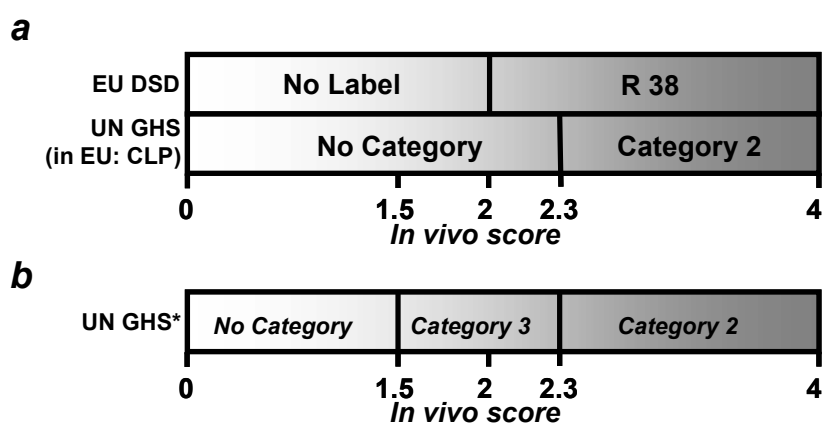 a
EU DSD No Label R 38
UN GHS
(in EU: CLP) No Category Category 2
0 1.5 2 2.3 4
In vivo score
b
UN GHS* No Category Category 3 Category 2
0 1.5 2 2.3 4
In vivo score